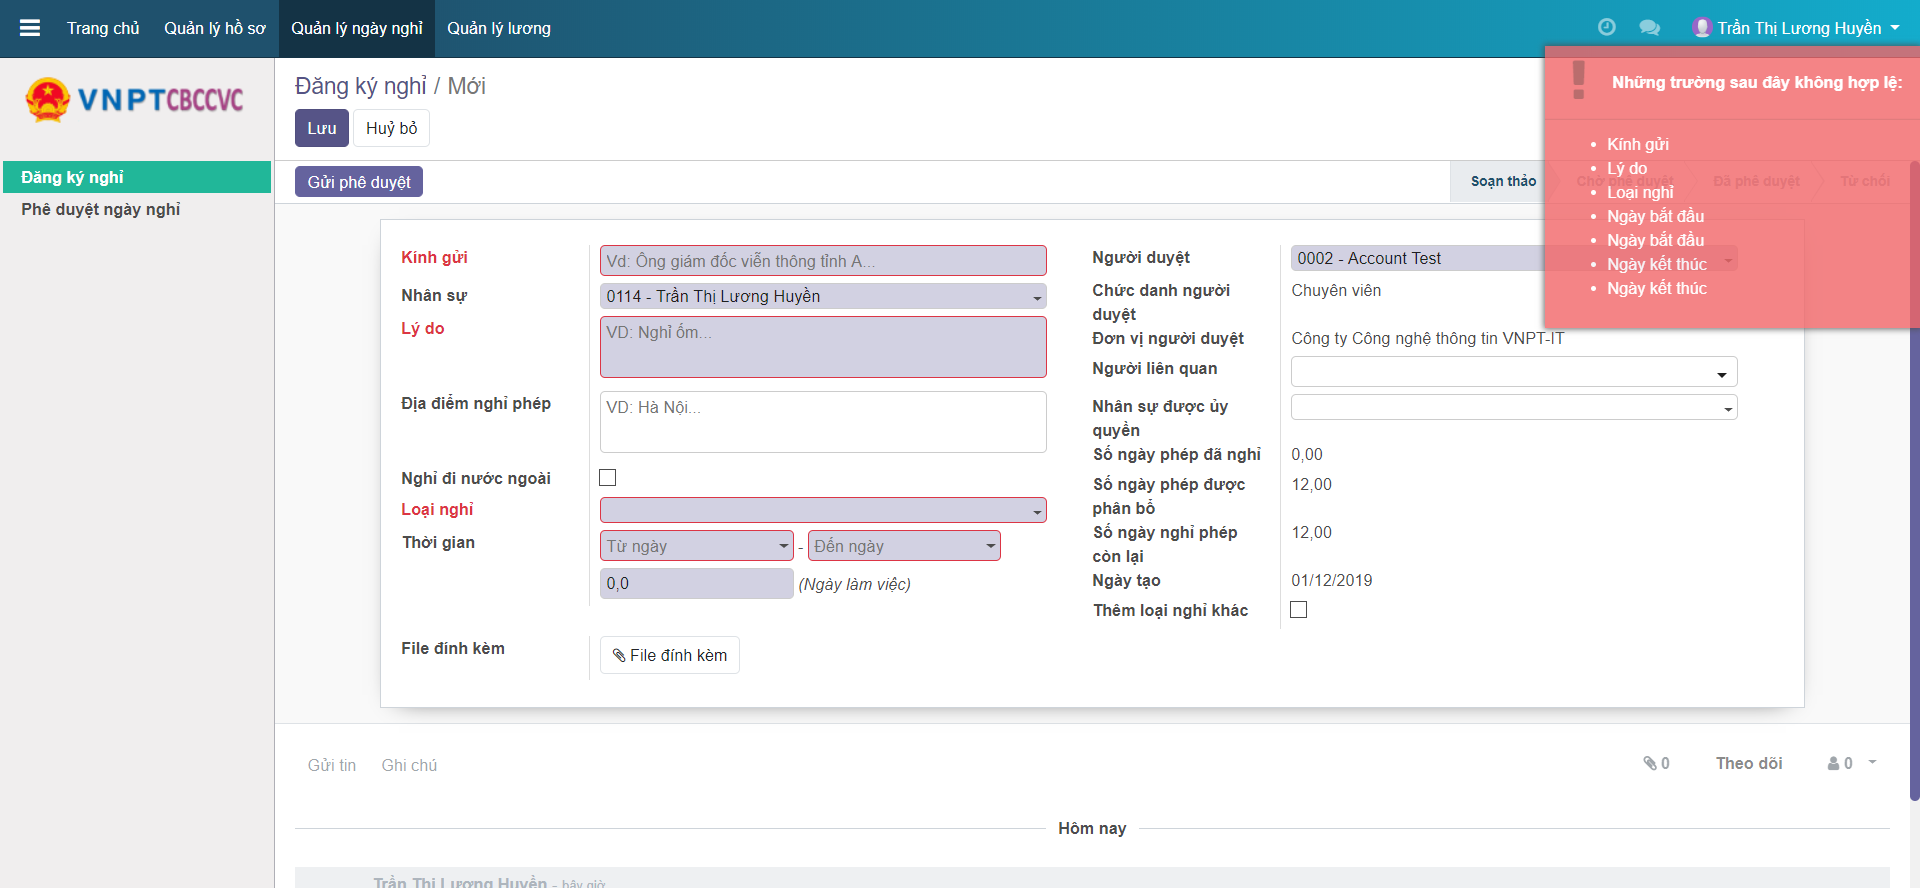 Trang chủ Quản lý hồ sơ Quản lý ngày nghỉ Quản lý lương Trần Thị Lương Huyền
VNPTCBCCVC
Đăng ký nghỉ
Phê duyệt ngày nghỉ
Đăng ký nghỉ / Mới
Lưu Huỷ bỏ
Gửi phê duyệt
Soạn thảo Chờ phê duyệt Đã phê duyệt Từ chối
Những trường sau đây không hợp lệ:
• Kính gửi
• Lý do
• Loại nghỉ
• Ngày bắt đầu
• Ngày bắt đầu
• Ngày kết thúc
• Ngày kết thúc
Kính gửi Vd: Ông giám đốc viễn thông tỉnh A...
Nhân sự 0114 - Trần Thị Lương Huyền
Lý do VD: Nghỉ ốm...
Địa điểm nghỉ phép VD: Hà Nội...
Nghỉ đi nước ngoài
Loại nghỉ
Thời gian Từ ngày - Đến ngày
0,0 (Ngày làm việc)
File đính kèm File đính kèm
Người duyệt 0002 - Account Test
Chức danh người
duyệt
Chuyên viên
Đơn vị người duyệt Công ty Công nghệ thông tin VNPT-IT
Người liên quan
Nhân sự được ủy
quyền
Số ngày phép đã nghỉ 0,00
Số ngày phép được
phân bổ
12,00
Số ngày nghỉ phép
còn lại
12,00
Ngày tạo 01/12/2019
Thêm loại nghỉ khác
Gửi tin Ghi chú 0 Theo dõi 0
Hôm nay
Trần Thị Lương Huyền - bây giờ